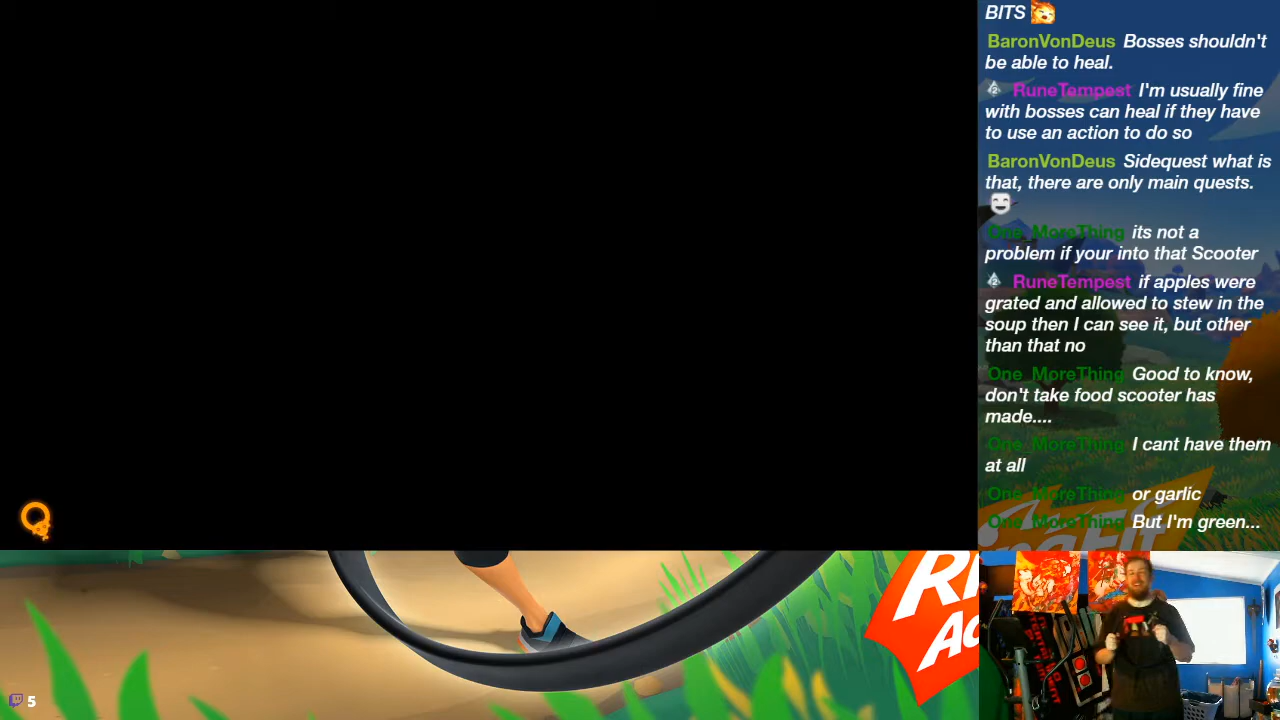 BITS
BaronVonDeus Bosses shouldn't
be able to heal.
RuneTempest I'm usually fine
with bosses can heal if they have
to use an action to do so
BaronVonDeus Sidequest what is
that, there are only main quests.
One_MoreThing its not a
problem if your into that Scooter
RuneTempest if apples were
grated and allowed to stew in the
soup then I can see it, but other
than that no
One_MoreThing Good to know,
don't take food scooter has
made....
One_MoreThing I cant have them
at all
One_MoreThing or garlic
One_MoreThing But I'm green...
5